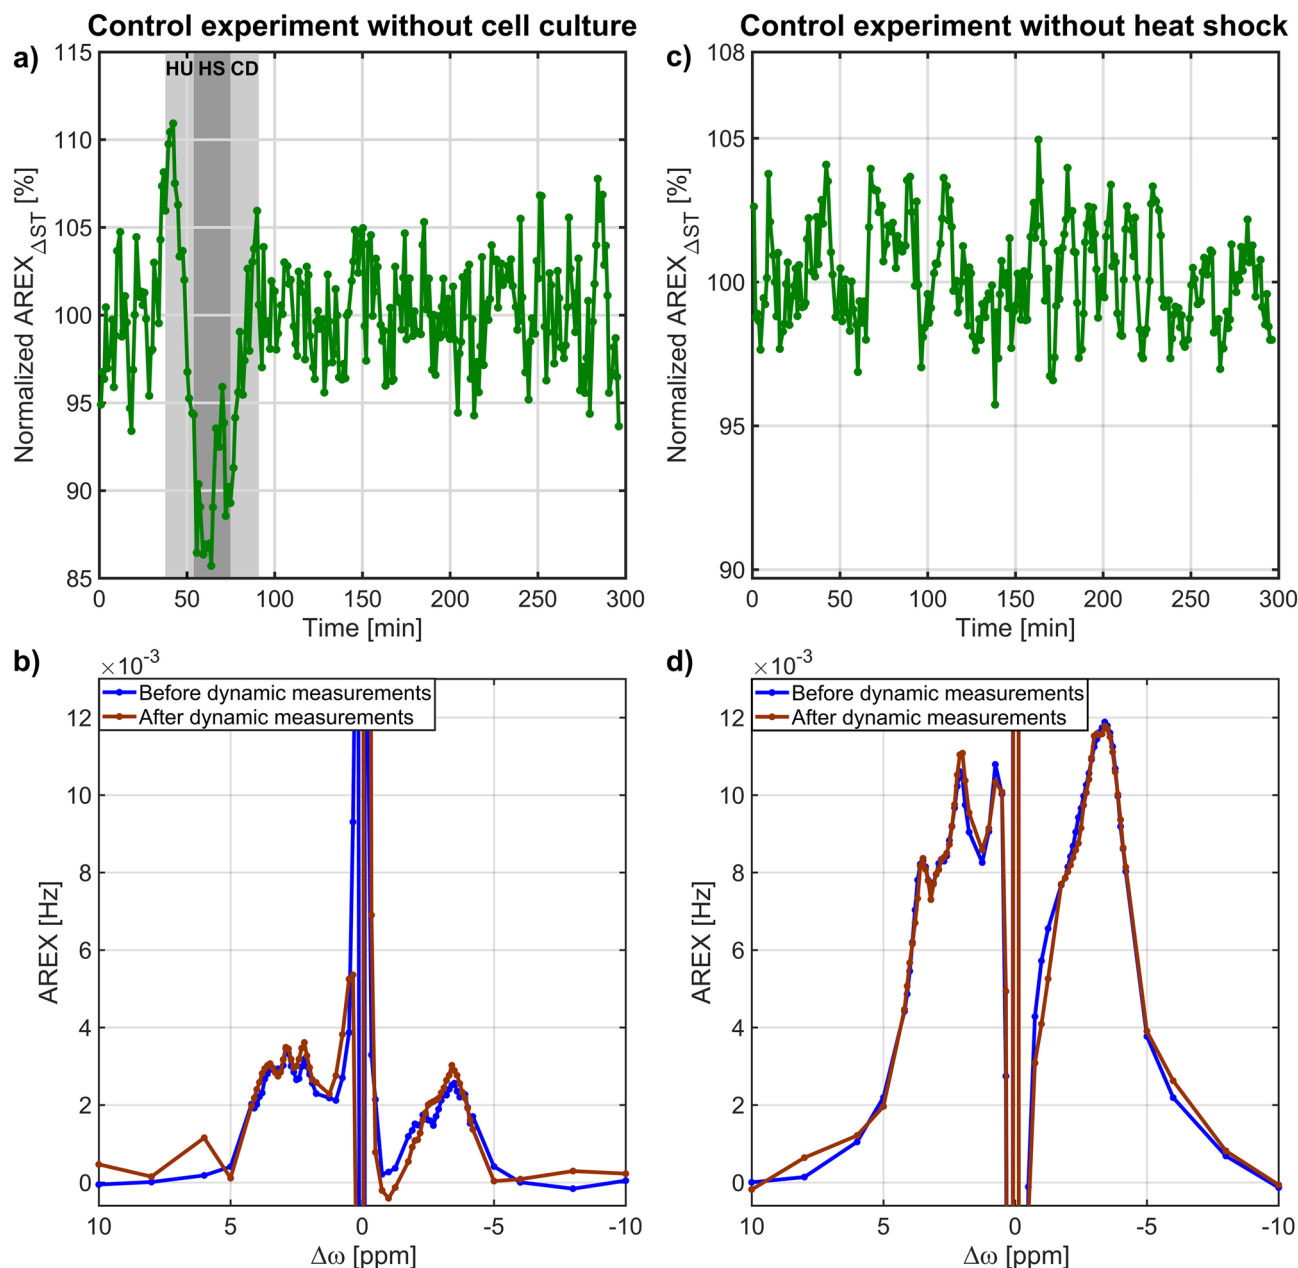 Control experiment without cell culture
Control experiment without heat shock
a)
HU HS CD
115
110
105
100
95
90
85
Normalized AREX_ΔST [%]
0 50 100 150 200 250 300
Time [min]
c)
108
105
100
95
90
Normalized AREX_ΔST [%]
0 50 100 150 200 250 300
Time [min]
b)
×10⁻³
Before dynamic measurements
After dynamic measurements
12
10
8
6
4
2
0
AREX [Hz]
10 5 0 -5 -10
Δω [ppm]
d)
×10⁻³
Before dynamic measurements
After dynamic measurements
12
10
8
6
4
2
0
AREX [Hz]
10 5 0 -5 -10
Δω [ppm]